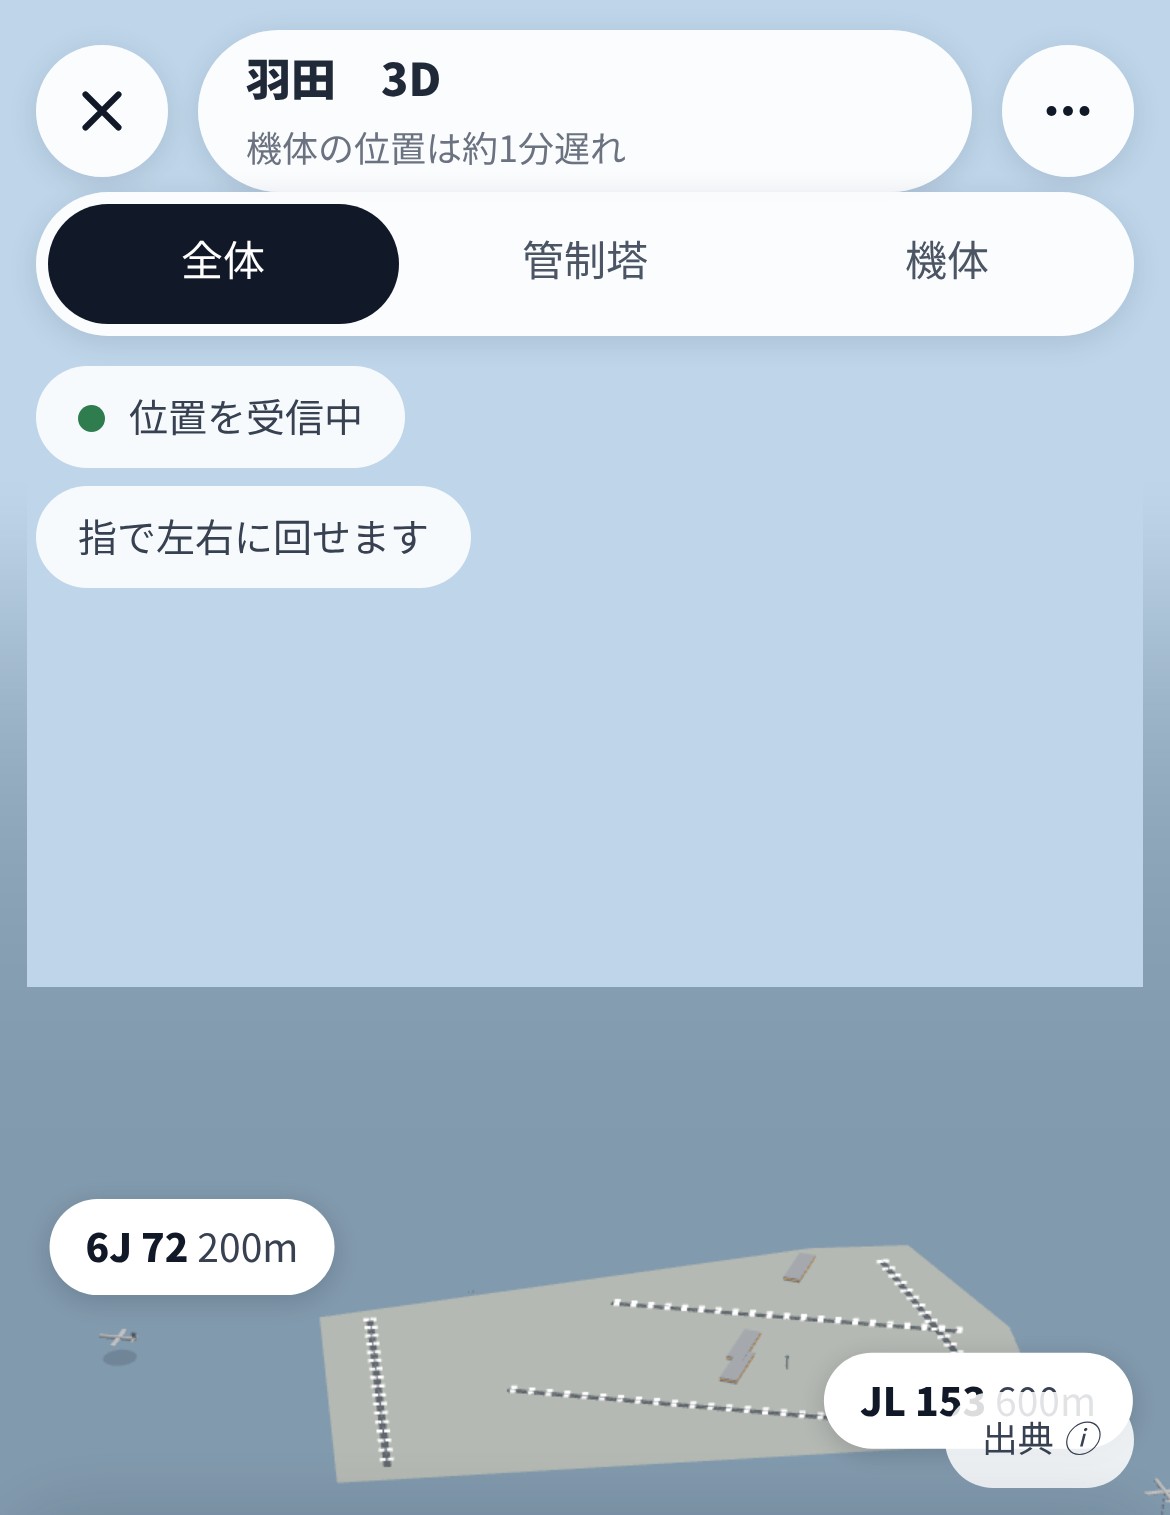 羽田　3D
機体の位置は約1分遅れ
全体
管制塔
機体
位置を受信中
指で左右に回せます
6J 72 200m
JL 153 600m
出典 ⓘ